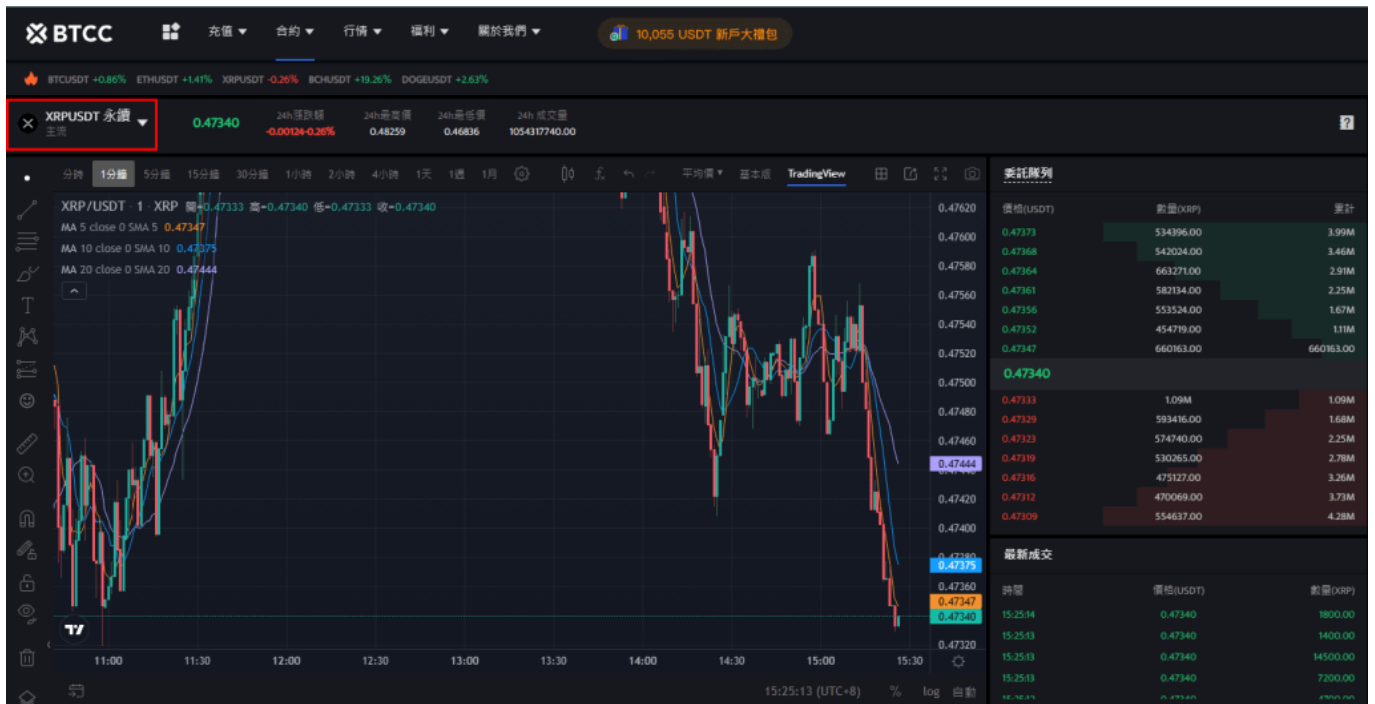 BTCC 充值 合約 行情 福利 關於我們 10,055 USDT 新戶大禮包
BTCUSDT +0.86% ETHUSDT +1.41% XRPUSDT -0.26% BCHUSDT +19.26% DOGEUSDT +2.63%
XRPUSDT 永續
主流
0.47340
24h漲跌額 24h最高價 24h最低價 24h 成交量
-0.00124-0.26% 0.48259 0.46836 1054317740.00
分時 1分鐘 5分鐘 15分鐘 30分鐘 1小時 2小時 4小時 1天 1週 1月 平均價 基本版 TradingView
XRP/USDT · 1 · XRP 開=0.47333 高=0.47340 低=0.47333 收=0.47340
MA 5 close 0 SMA 5 0.47347
MA 10 close 0 SMA 10 0.47375
MA 20 close 0 SMA 20 0.47444
0.47620
0.47600
0.47580
0.47560
0.47540
0.47520
0.47500
0.47480
0.47460
0.47444
0.47420
0.47400
0.47375
0.47360
0.47347
0.47340
0.47320
11:00 11:30 12:00 12:30 13:00 13:30 14:00 14:30 15:00 15:30
15:25:13 (UTC+8) % log 自動
委託隊列
價格(USDT) 數量(XRP) 累計
0.47373 534396.00 3.99M
0.47368 542024.00 3.46M
0.47364 663271.00 2.91M
0.47361 582134.00 2.25M
0.47356 553524.00 1.67M
0.47352 454719.00 1.11M
0.47347 660163.00 660163.00
0.47340
0.47333 1.09M 1.09M
0.47329 593416.00 1.68M
0.47323 574740.00 2.25M
0.47319 530265.00 2.78M
0.47316 475127.00 3.26M
0.47312 470069.00 3.73M
0.47309 554637.00 4.28M
最新成交
時間 價格(USDT) 數量(XRP)
15:25:14 0.47340 1800.00
15:25:13 0.47340 1400.00
15:25:13 0.47340 14500.00
15:25:13 0.47340 7200.00